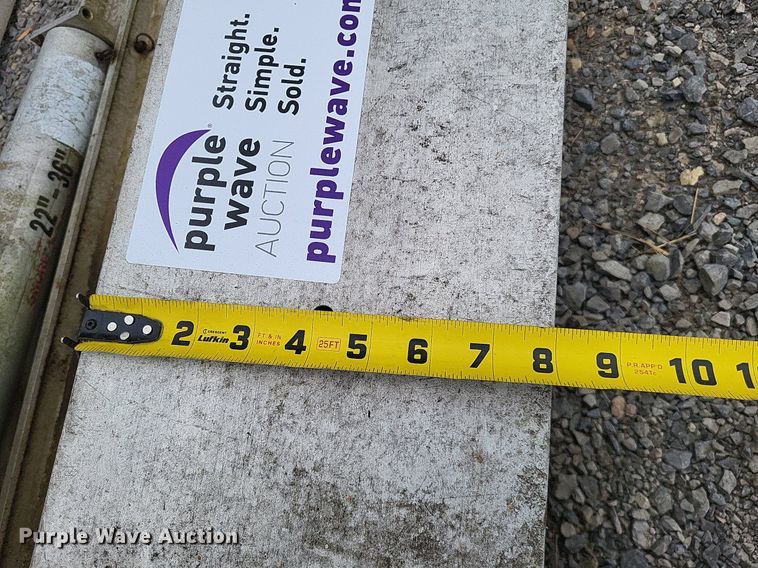 purple
wave
AUCTION
Straight.
Simple.
Sold.
purplewave.com
22"-36"
2 3 4 5 6 7 8 9 10
CRESCENT
Lufkin
FT & IN
INCHES
25FT
P.R.APP'D
Purple Wave Auction